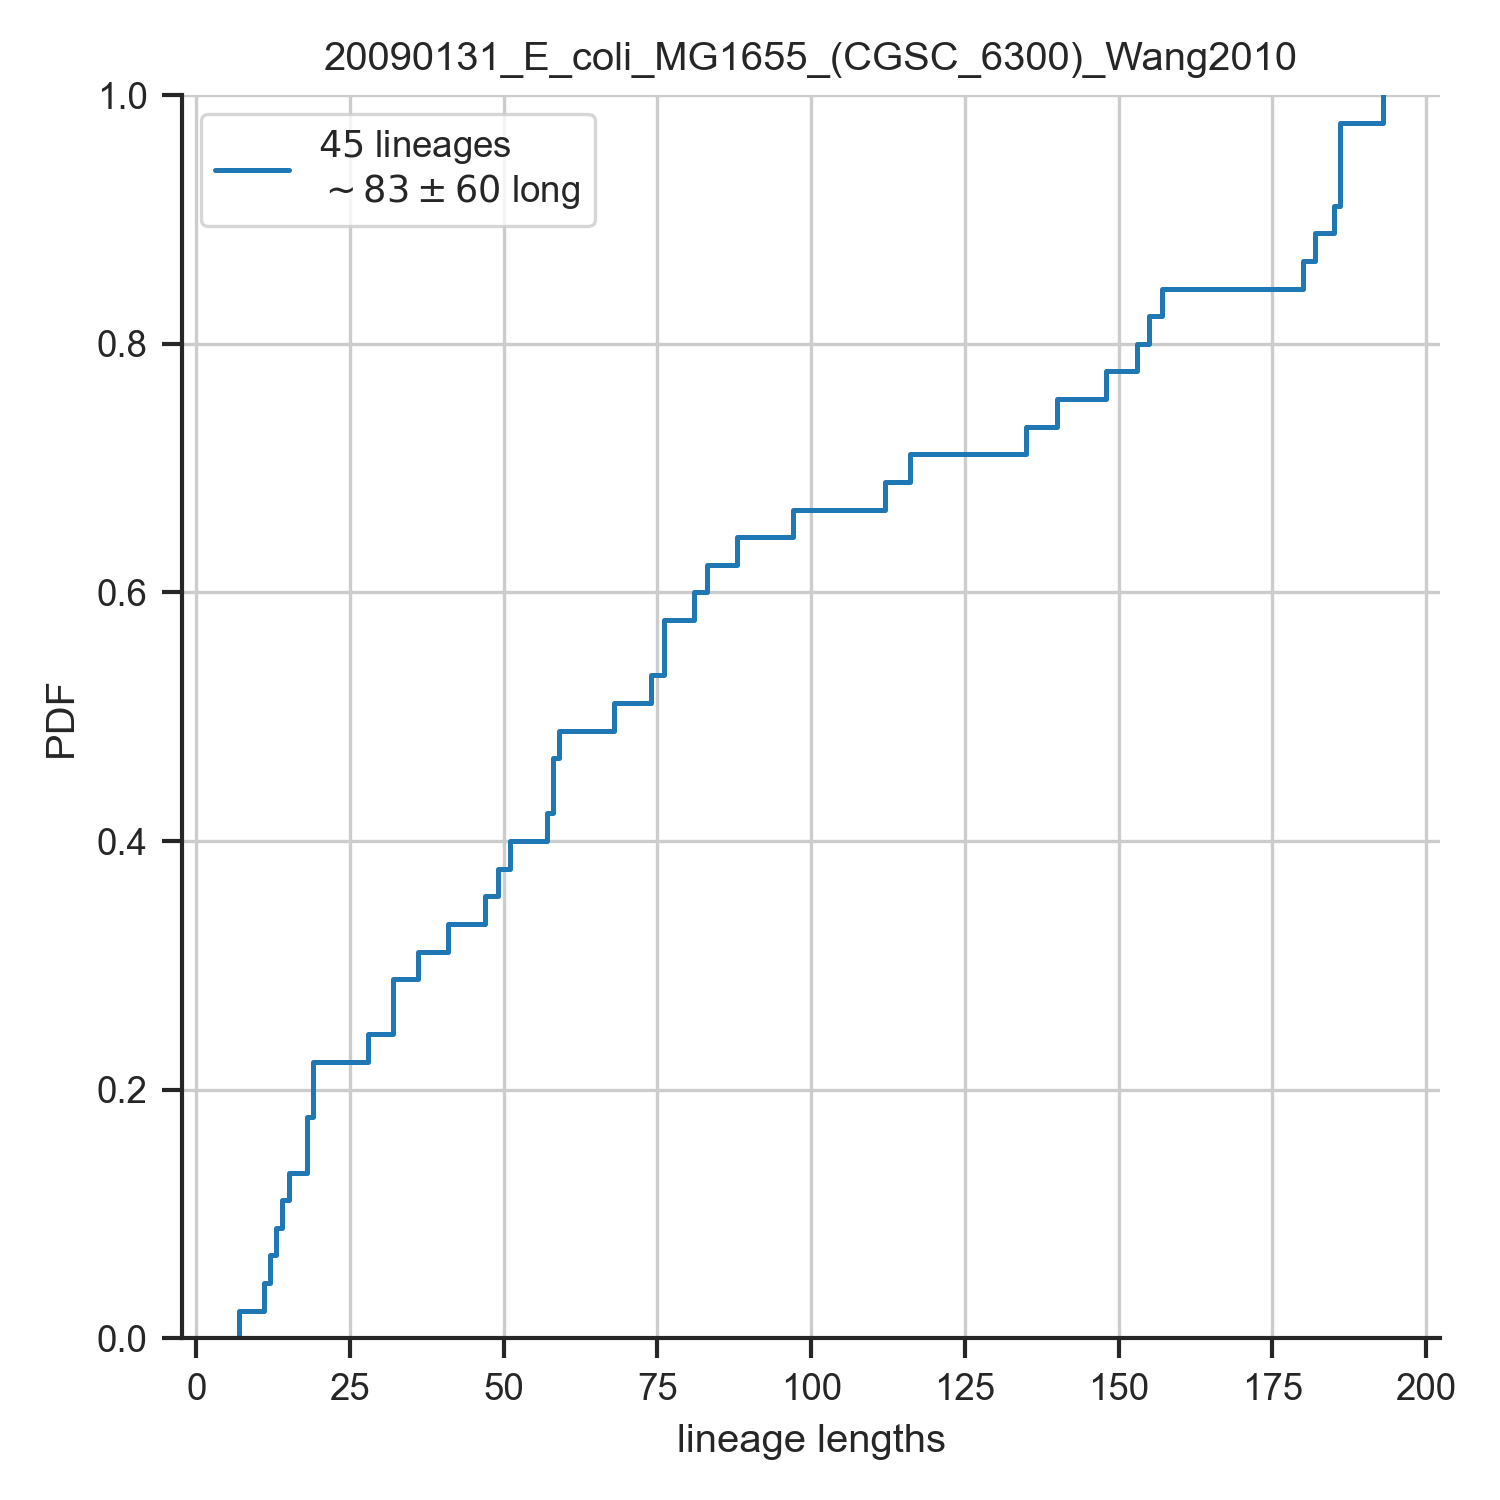 20090131_E_coli_MG1655_(CGSC_6300)_Wang2010
45 lineages
~83±60 long
1.0
0.8
0.6
0.4
0.2
0.0
PDF
0 25 50 75 100 125 150 175 200
lineage lengths